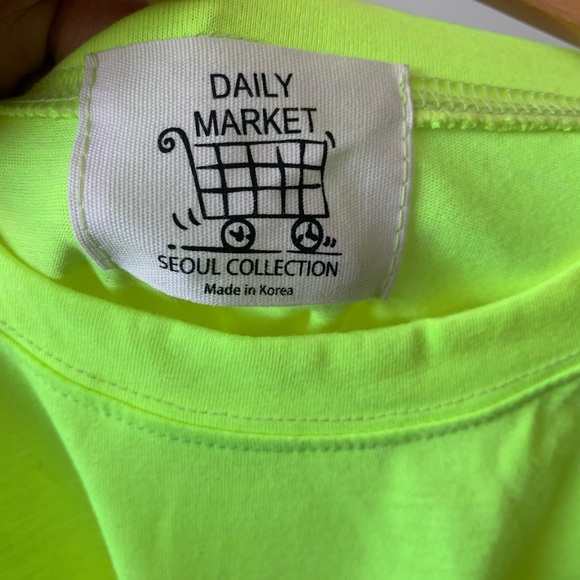 DAILY
MARKET
SEOUL COLLECTION
Made in Korea